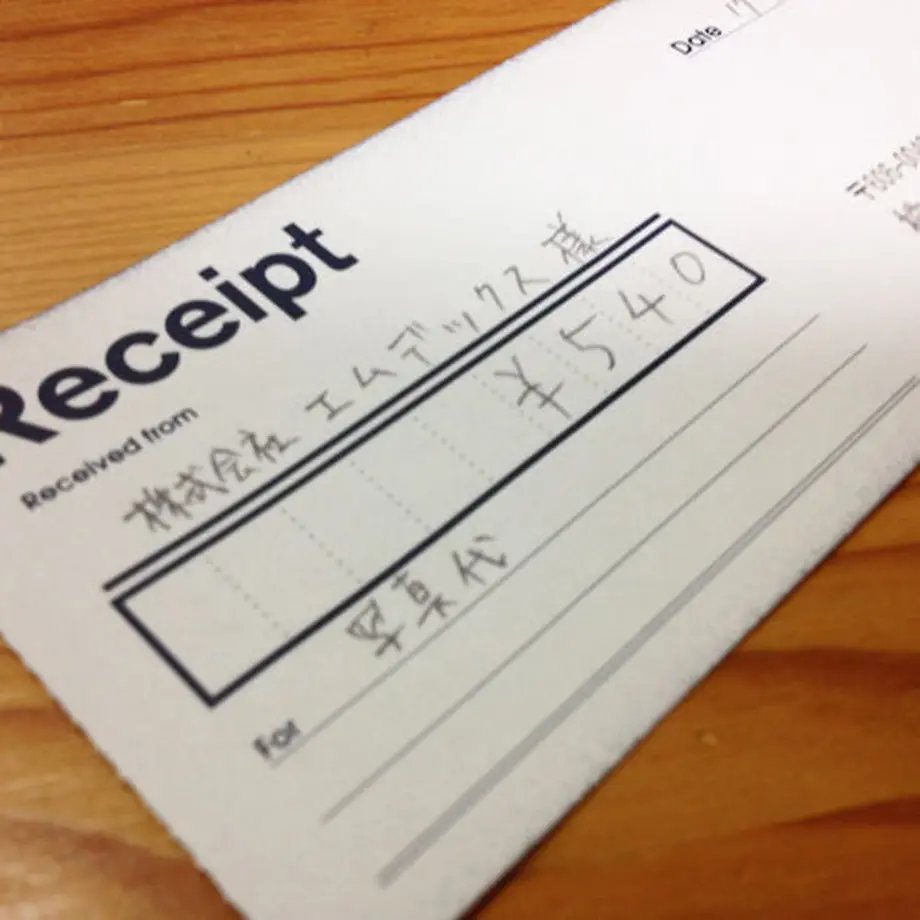 Receipt
Date 17
Received from
株式会社 エムデックス 様
¥540
写真代
For